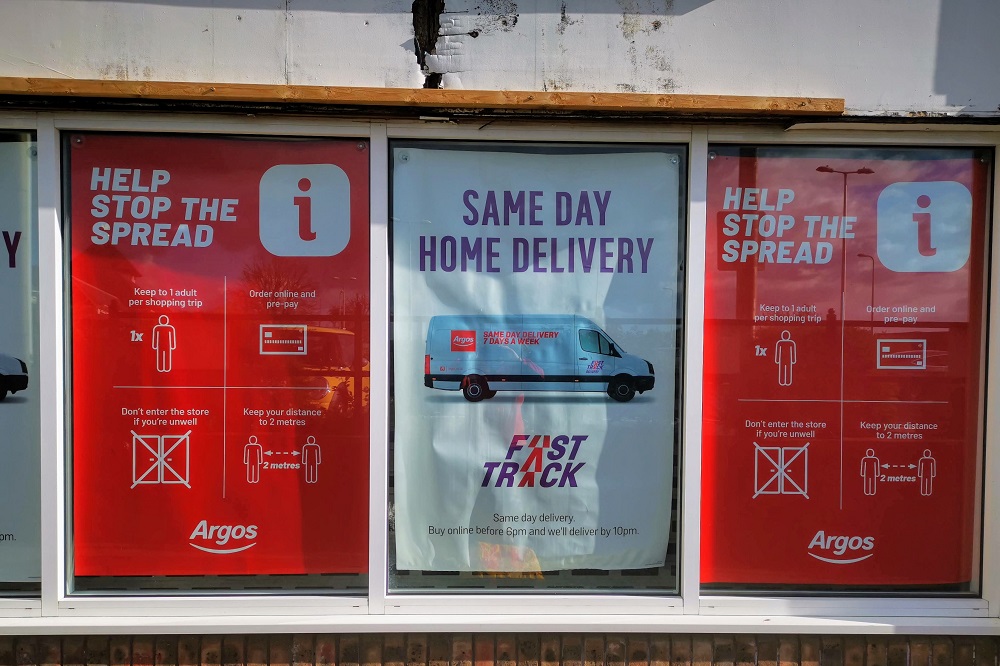 Y
pm.
HELP
STOP THE
SPREAD
i
Keep to 1 adult
per shopping trip
1x
Order online and
pre-pay
Don't enter the store
if you're unwell
Keep your distance
to 2 metres
2 metres
Argos
SAME DAY
HOME DELIVERY
Argos
SAME DAY DELIVERY
7 DAYS A WEEK
FAST
TRACK
FAST
TRACK
Same day delivery.
Buy online before 6pm and we'll deliver by 10pm.
HELP
STOP THE
SPREAD
i
Keep to 1 adult
per shopping trip
1x
Order online and
pre-pay
Don't enter the store
if you're unwell
Keep your distance
to 2 metres
2 metres
Argos